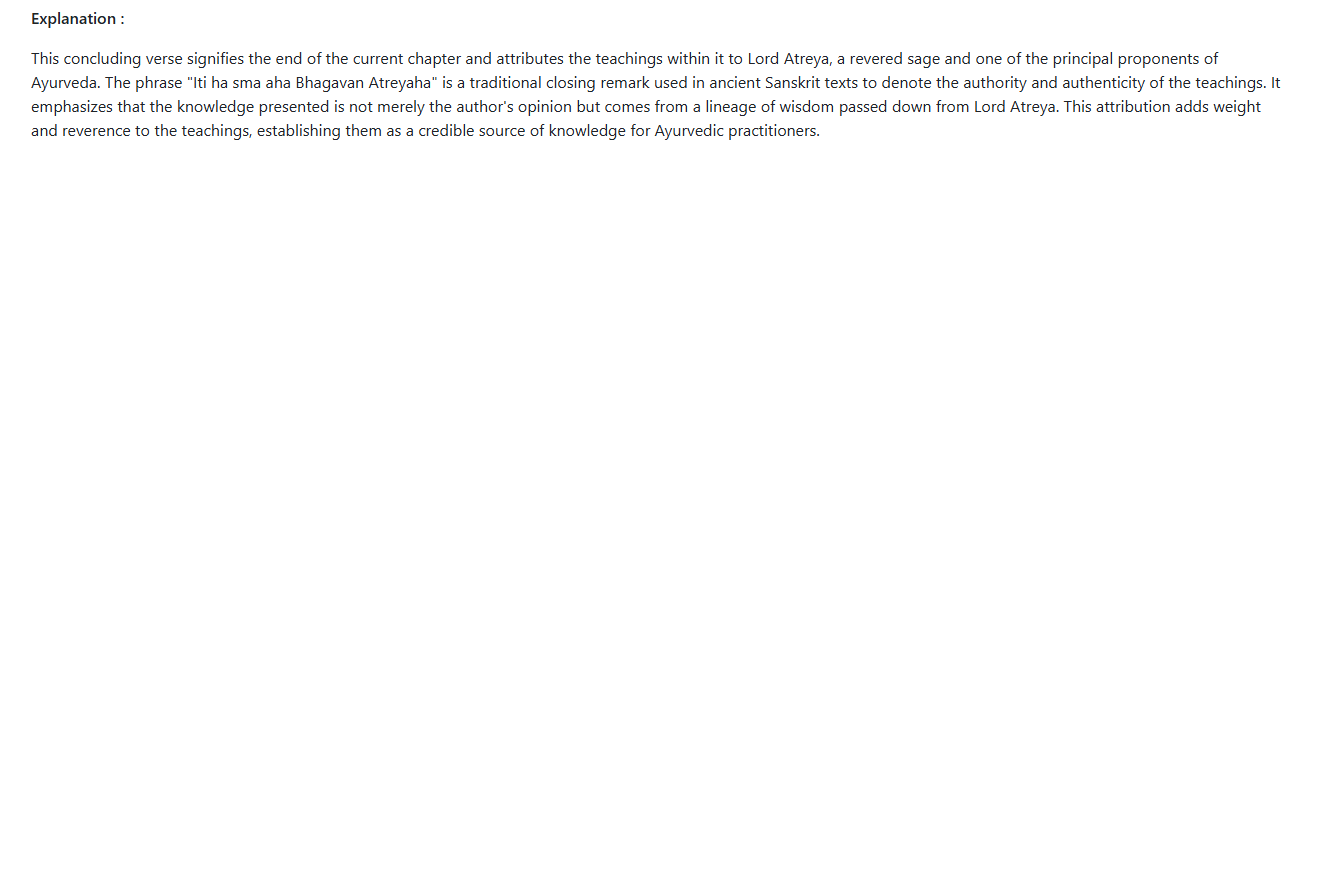 Explanation :
This concluding verse signifies the end of the current chapter and attributes the teachings within it to Lord Atreya, a revered sage and one of the principal proponents of
Ayurveda. The phrase "Iti ha sma aha Bhagavan Atreyaha" is a traditional closing remark used in ancient Sanskrit texts to denote the authority and authenticity of the teachings. It
emphasizes that the knowledge presented is not merely the author's opinion but comes from a lineage of wisdom passed down from Lord Atreya. This attribution adds weight
and reverence to the teachings, establishing them as a credible source of knowledge for Ayurvedic practitioners.